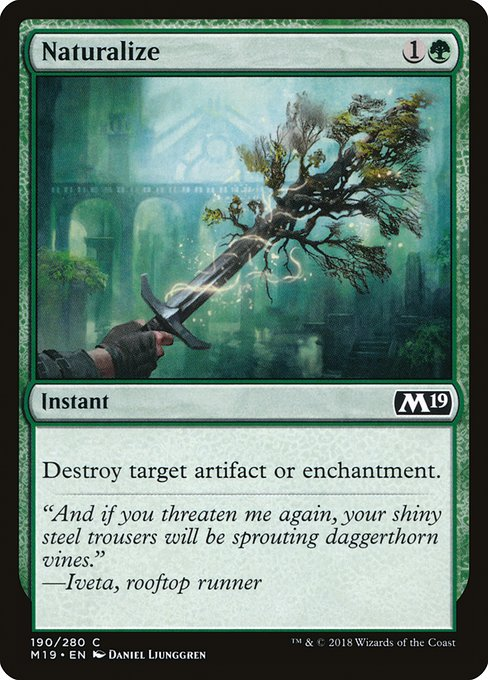 Naturalize 1
Instant
M19
Destroy target artifact or enchantment.
“And if you threaten me again, your shiny
steel trousers will be sprouting daggerthorn
vines.”
—Iveta, rooftop runner
190/280 C
™ & © 2018 Wizards of the Coast
M19 • EN Daniel Ljunggren